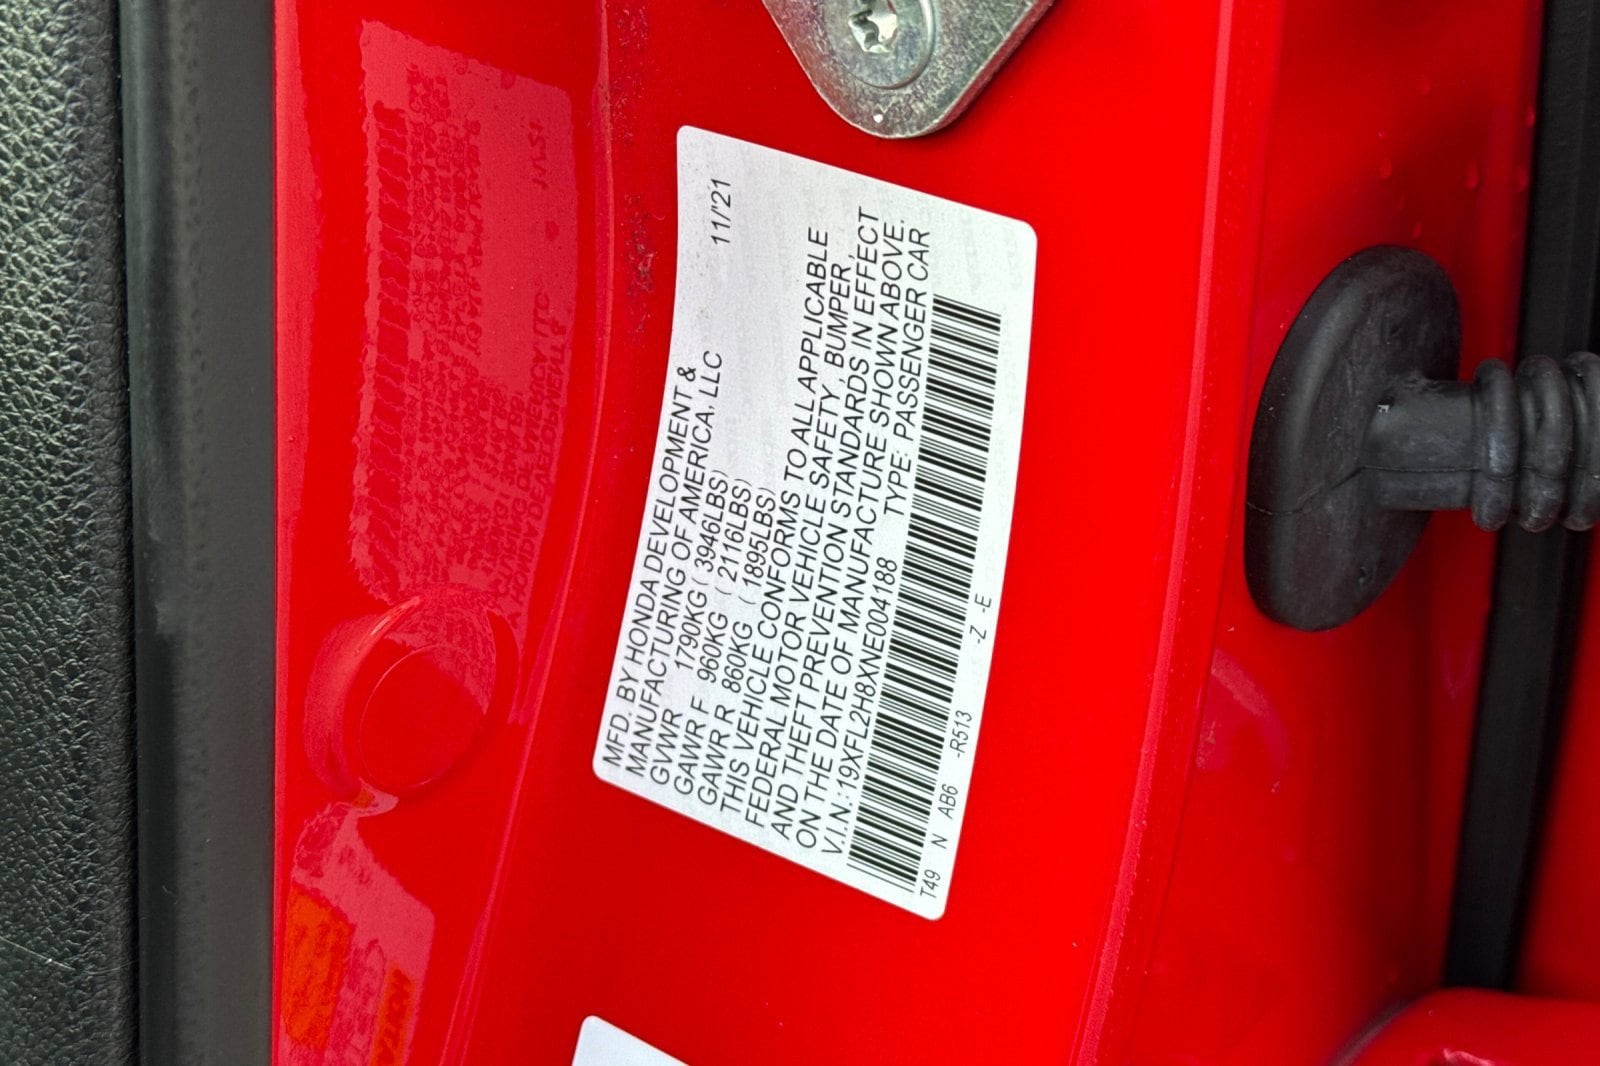 MFD. BY HONDA DEVELOPMENT &
MANUFACTURING OF AMERICA, LLC 11/'21
GVWR 1790KG ( 3946LBS)
GAWR F 960KG ( 2116LBS)
GAWR R 860KG ( 1895LBS)
THIS VEHICLE CONFORMS TO ALL APPLICABLE
FEDERAL MOTOR VEHICLE SAFETY, BUMPER,
AND THEFT PREVENTION STANDARDS IN EFFECT
ON THE DATE OF MANUFACTURE SHOWN ABOVE.
V.I.N.:19XFL2H8XNE004188 TYPE: PASSENGER CAR
T49 N AB6 -R513 -Z -E